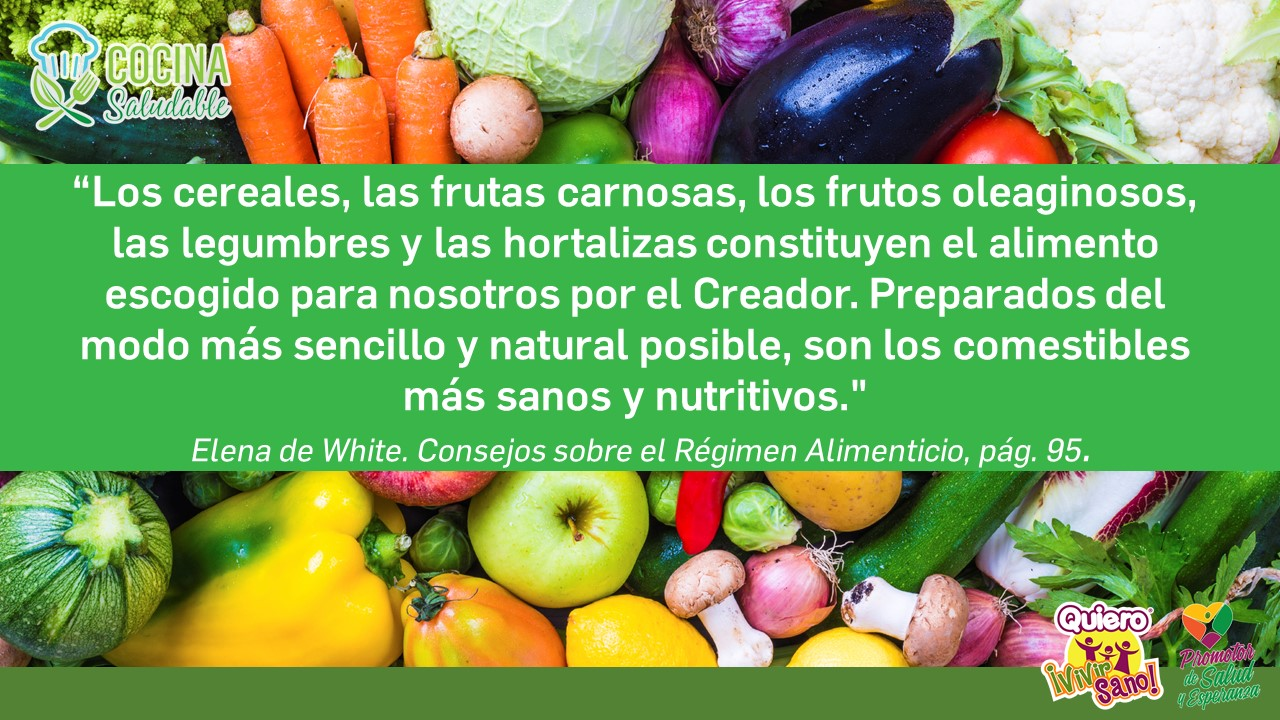 COCINA
Saludable
“Los cereales, las frutas carnosas, los frutos oleaginosos,
las legumbres y las hortalizas constituyen el alimento
escogido para nosotros por el Creador. Preparados del
modo más sencillo y natural posible, son los comestibles
más sanos y nutritivos."
Elena de White. Consejos sobre el Régimen Alimenticio, pág. 95.
Quiero®
¡Vivir
Sano!
Promotor
de Salud
y Esperanza